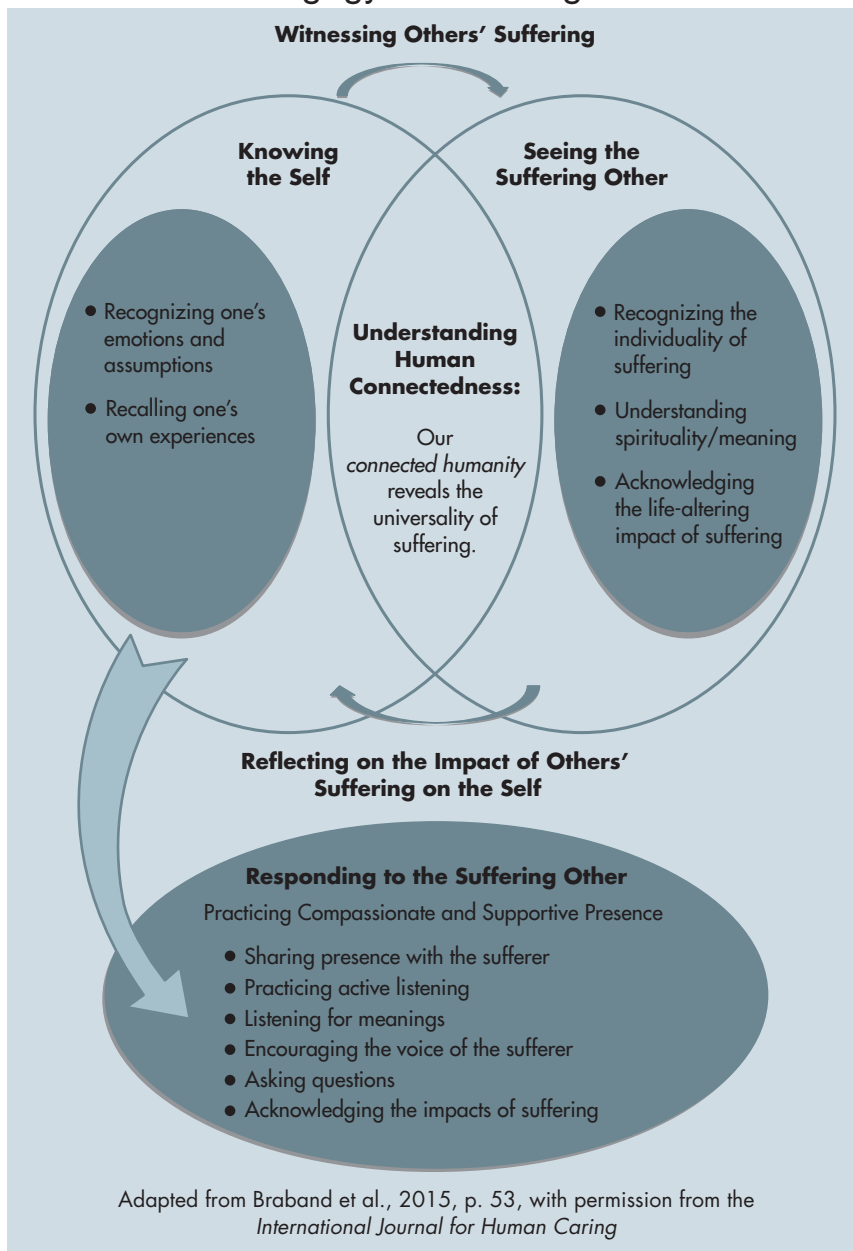 Witnessing Others’ Suffering
Knowing
the Self
Seeing the
Suffering Other
● Recognizing one’s
emotions and
assumptions
● Recalling one’s
own experiences
Understanding
Human
Connectedness:
Our
connected humanity
reveals the
universality of
suffering.
● Recognizing the
individuality of
suffering
● Understanding
spirituality/meaning
● Acknowledging
the life-altering
impact of suffering
Reflecting on the Impact of Others’
Suffering on the Self
Responding to the Suffering Other
Practicing Compassionate and Supportive Presence
● Sharing presence with the sufferer
● Practicing active listening
● Listening for meanings
● Encouraging the voice of the sufferer
● Asking questions
● Acknowledging the impacts of suffering
Adapted from Braband et al., 2015, p. 53, with permission from the
International Journal for Human Caring